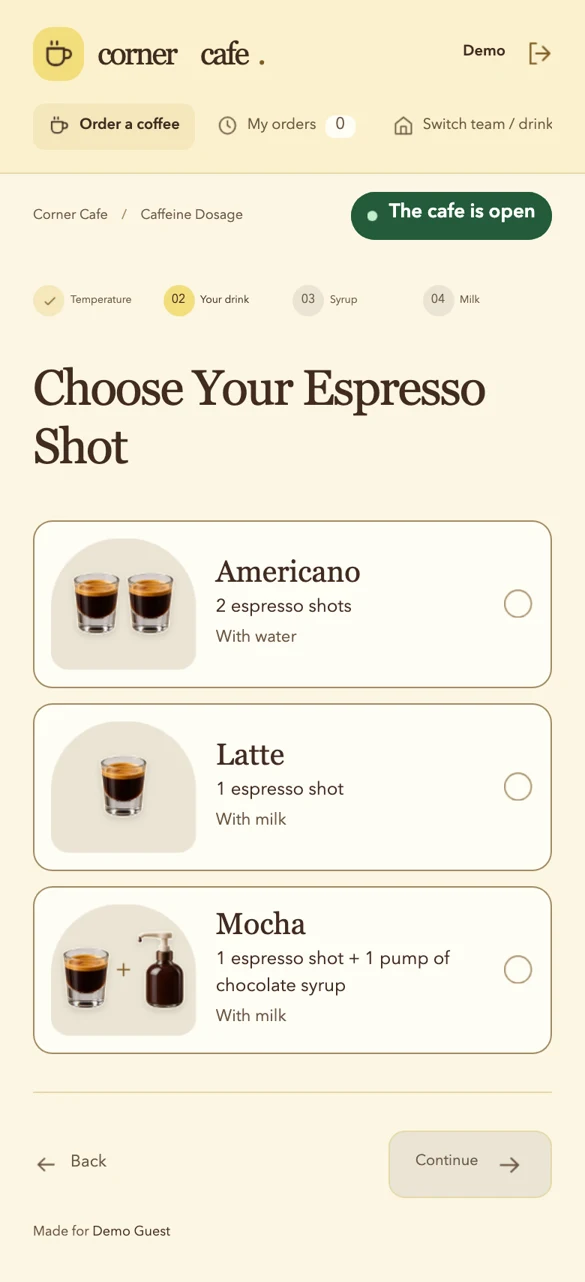 corner cafe .
Demo
Order a coffee
My orders 0
Switch team / drink
Corner Cafe / Caffeine Dosage
The cafe is open
Temperature
02 Your drink
03 Syrup
04 Milk
Choose Your Espresso
Shot
Americano
2 espresso shots
With water
Latte
1 espresso shot
With milk
Mocha
1 espresso shot + 1 pump of
chocolate syrup
With milk
Back
Continue
Made for Demo Guest